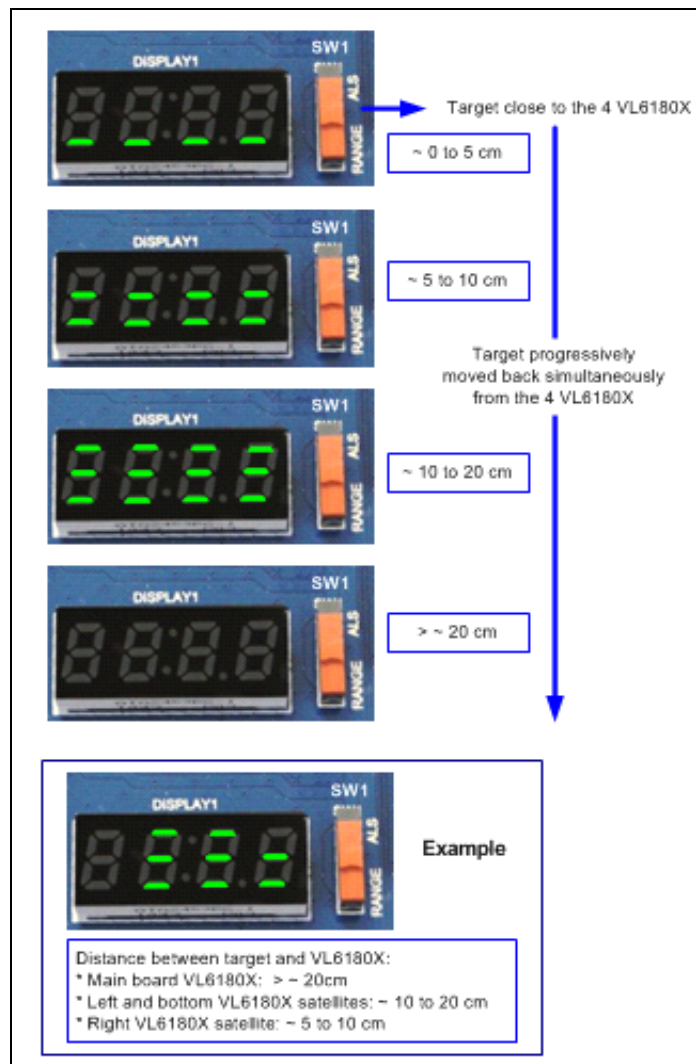 SW1
DISPLAY1
ALS
RANGE
Target close to the 4 VL6180X
~ 0 to 5 cm
SW1
DISPLAY1
ALS
RANGE
~ 5 to 10 cm
Target progressively
moved back simultaneously
from the 4 VL6180X
SW1
DISPLAY1
ALS
RANGE
~ 10 to 20 cm
SW1
DISPLAY1
ALS
RANGE
> ~ 20 cm
SW1
DISPLAY1
ALS
RANGE
Example
Distance between target and VL6180X:
* Main board VL6180X: > ~ 20cm
* Left and bottom VL6180X satellites: ~ 10 to 20 cm
* Right VL6180X satellite: ~ 5 to 10 cm